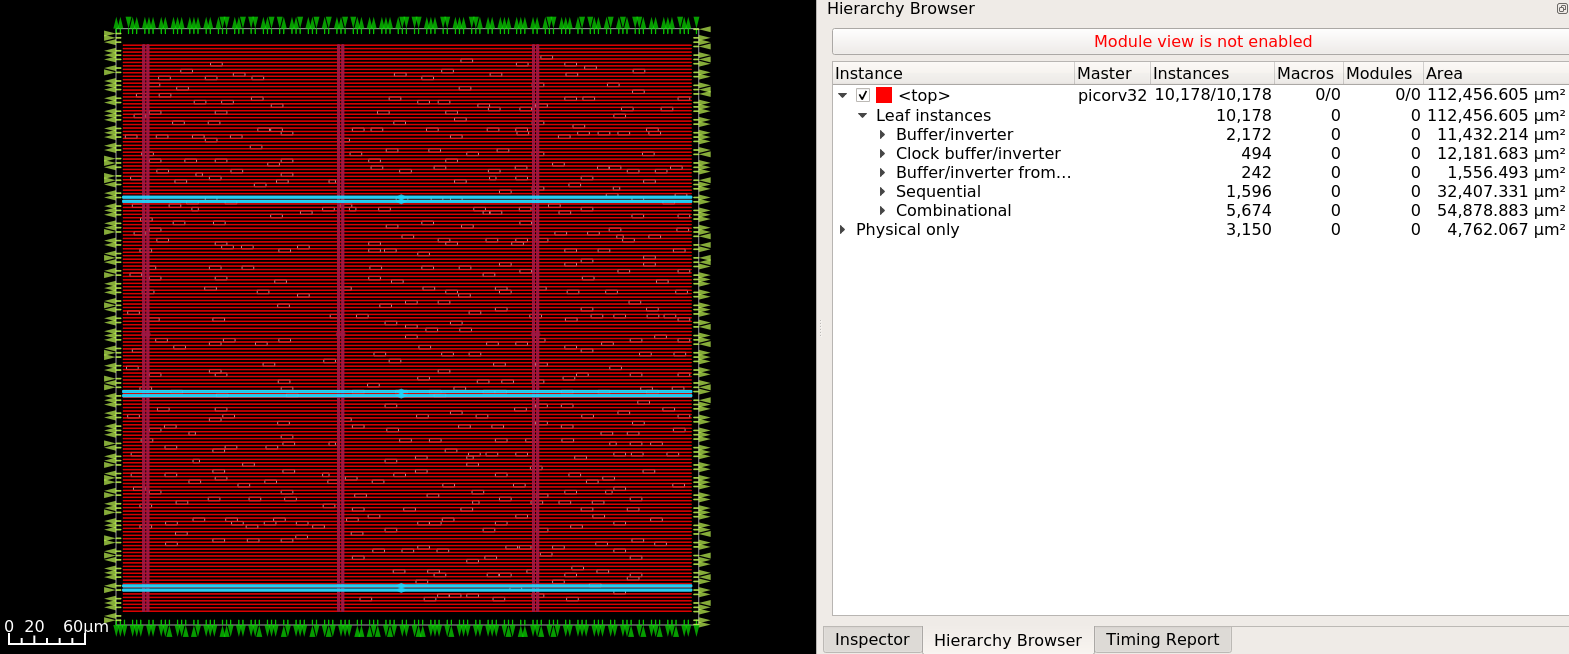 Hierarchy Browser
Module view is not enabled
Instance Master Instances Macros Modules Area
<top> picorv32 10,178/10,178 0/0 0/0 112,456.605 μm²
Leaf instances 10,178 0 0 112,456.605 μm²
Buffer/inverter 2,172 0 0 11,432.214 μm²
Clock buffer/inverter 494 0 0 12,181.683 μm²
Buffer/inverter from... 242 0 0 1,556.493 μm²
Sequential 1,596 0 0 32,407.331 μm²
Combinational 5,674 0 0 54,878.883 μm²
Physical only 3,150 0 0 4,762.067 μm²
0 20 60μm
Inspector Hierarchy Browser Timing Report